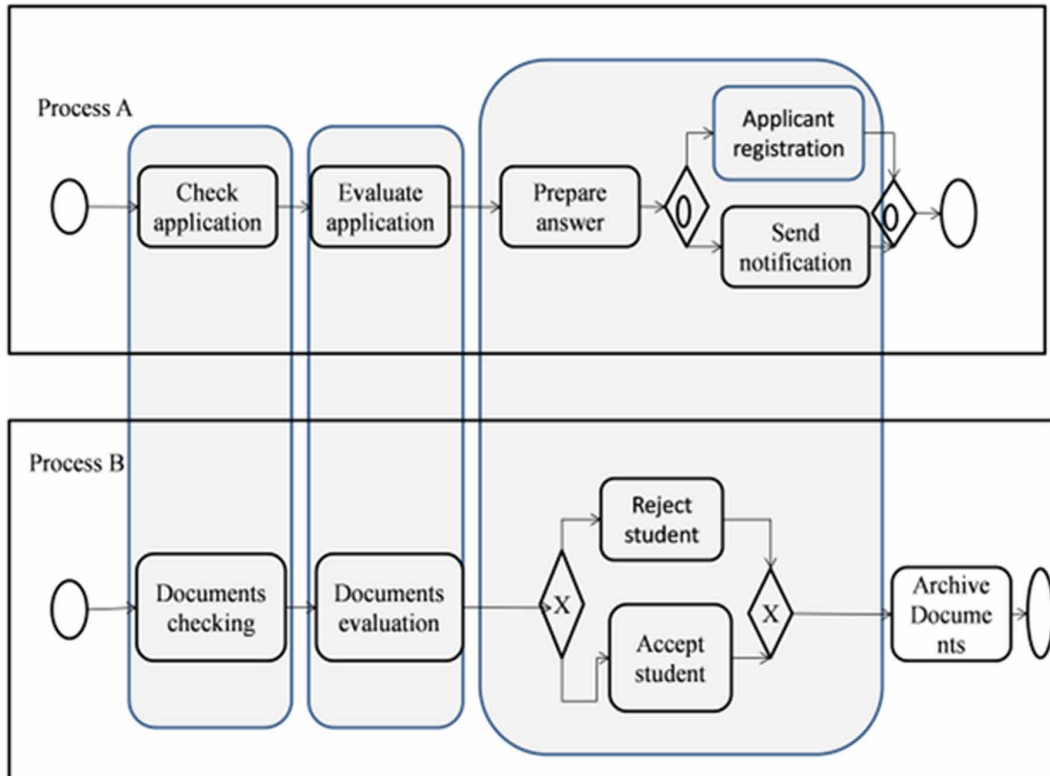 Process A
Check
application
Evaluate
application
Prepare
answer
O
Applicant
registration
Send
notification
O
Process B
Documents
checking
Documents
evaluation
X
Reject
student
Accept
student
X
Archive
Docume
nts